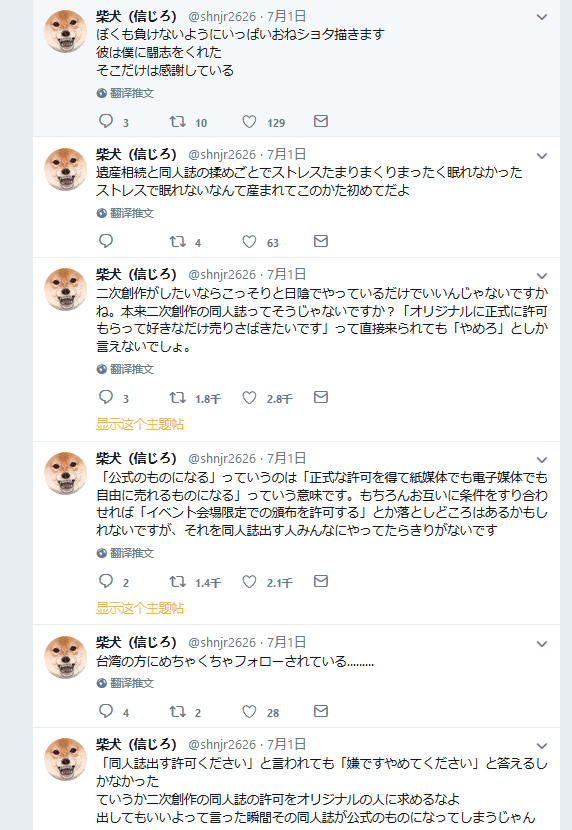 柴犬（信じろ） @shnjr2626 · 7月1日
ぼくも負けないようにいっぱいおねショタ描きます
彼は僕に闘志をくれた
そこだけは感謝している
翻译推文
3 10 129
柴犬（信じろ） @shnjr2626 · 7月1日
遺産相続と同人誌の揉めごとでストレスたまりまくりまったく眠れなかった
ストレスで眠れないなんて産まれてこのかた初めてだよ
翻译推文
4 63
柴犬（信じろ） @shnjr2626 · 7月1日
二次創作がしたいならこっそりと日陰でやっているだけでいいんじゃないですか
ね。本来二次創作の同人誌ってそうじゃないですか？「オリジナルに正式に許可
もらって好きなだけ売りさばきたいです」って直接来られても「やめろ」としか
言えないでしょ。
翻译推文
3 1.8千 2.8千
显示这个主题帖
柴犬（信じろ） @shnjr2626 · 7月1日
「公式のものになる」っていうのは「正式な許可を得て紙媒体でも電子媒体でも
自由に売れるものになる」っていう意味です。もちろんお互いに条件をすり合わ
せれば「イベント会場限定での頒布を許可する」とか落としどころはあるかもし
れないですが、それを同人誌出す人みんなにやってたらきりがないです
翻译推文
2 1.4千 2.1千
显示这个主题帖
柴犬（信じろ） @shnjr2626 · 7月1日
台湾の方にめちゃくちゃフォローされている.........
翻译推文
4 2 28
柴犬（信じろ） @shnjr2626 · 7月1日
「同人誌出す許可ください」と言われても「嫌ですやめてください」と答えるし
かなかった
ていうか二次創作の同人誌の許可をオリジナルの人に求めるなよ
出してもいいよって言った瞬間その同人誌が公式のものになってしまうじゃん